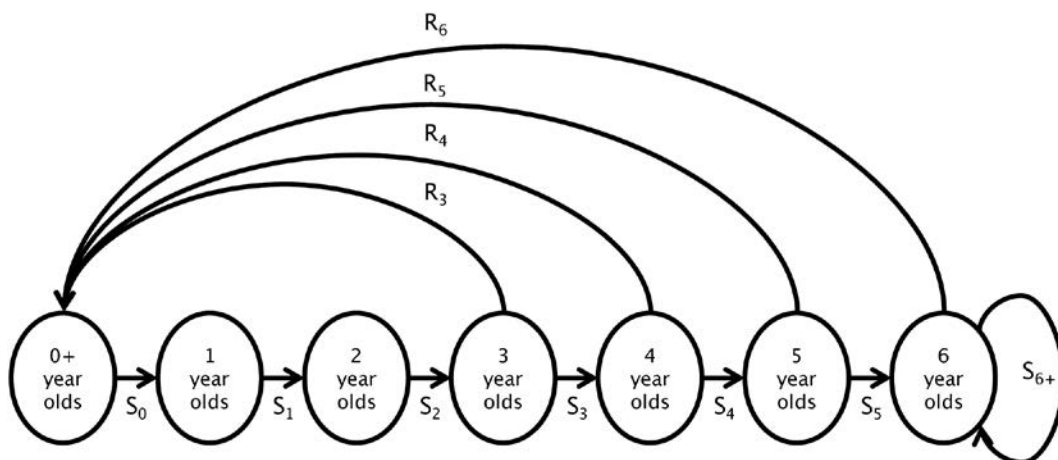 R6
R5
R4
R3
0+
year
olds
1
year
olds
2
year
olds
3
year
olds
4
year
olds
5
year
olds
6
year
olds
S0
S1
S2
S3
S4
S5
S6+